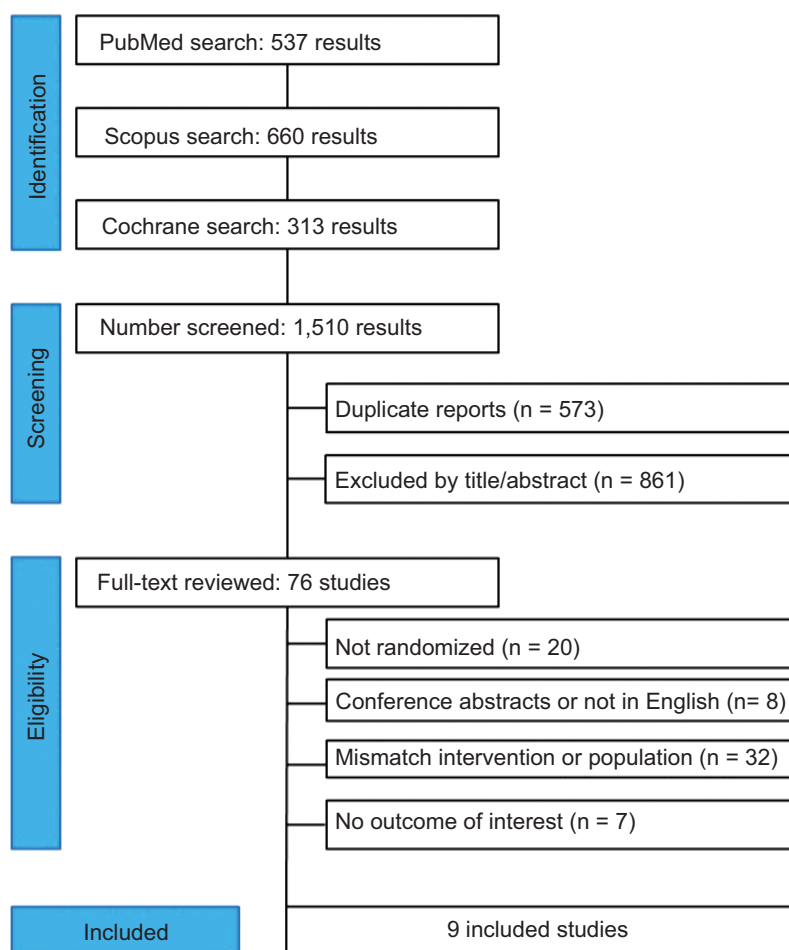 Identification
PubMed search: 537 results
Scopus search: 660 results
Cochrane search: 313 results
Screening
Number screened: 1,510 results
Duplicate reports (n = 573)
Excluded by title/abstract (n = 861)
Eligibility
Full-text reviewed: 76 studies
Not randomized (n = 20)
Conference abstracts or not in English (n= 8)
Mismatch intervention or population (n = 32)
No outcome of interest (n = 7)
Included
9 included studies